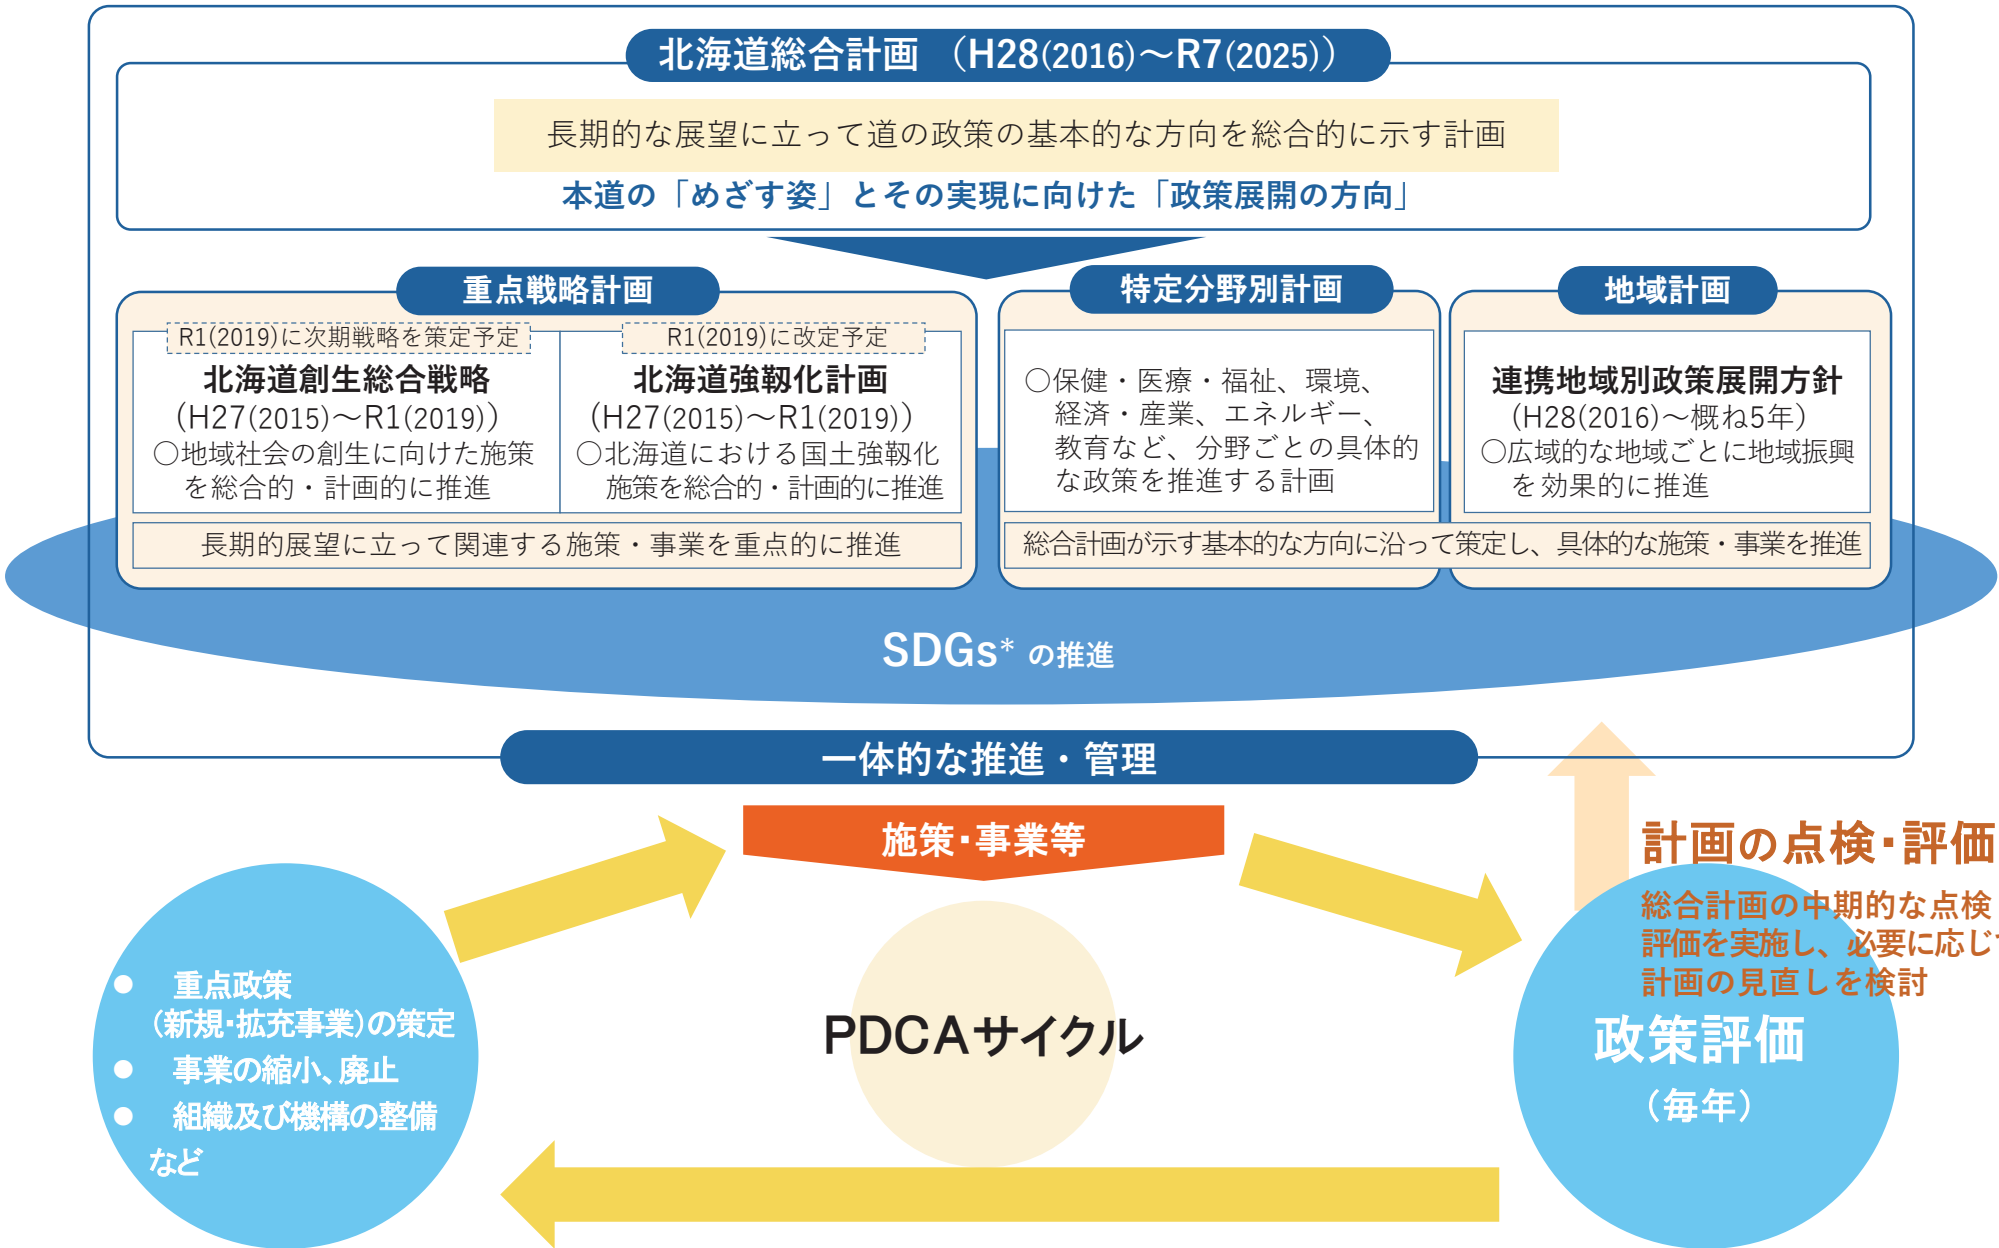 北海道総合計画 （H28(2016)～R7(2025)）
長期的な展望に立って道の政策の基本的な方向を総合的に示す計画
本道の「めざす姿」とその実現に向けた「政策展開の方向」
重点戦略計画
R1(2019)に次期戦略を策定予定
北海道創生総合戦略
（H27(2015)～R1(2019)）
○地域社会の創生に向けた施策
を総合的・計画的に推進
R1(2019)に改定予定
北海道強靱化計画
（H27(2015)～R1(2019)）
○北海道における国土強靱化
施策を総合的・計画的に推進
長期的展望に立って関連する施策・事業を重点的に推進
特定分野別計画
○保健・医療・福祉、環境、
経済・産業、エネルギー、
教育など、分野ごとの具体的
な政策を推進する計画
地域計画
連携地域別政策展開方針
（H28(2016)～概ね5年）
○広域的な地域ごとに地域振興
を効果的に推進
総合計画が示す基本的な方向に沿って策定し、具体的な施策・事業を推進
SDGs* の推進
一体的な推進・管理
施策・事業等
計画の点検・評価
総合計画の中期的な点検
評価を実施し、必要に応じ
計画の見直しを検討
政策評価
（毎年）
PDCAサイクル
● 重点政策
（新規・拡充事業）の策定
● 事業の縮小、廃止
● 組織及び機構の整備
など